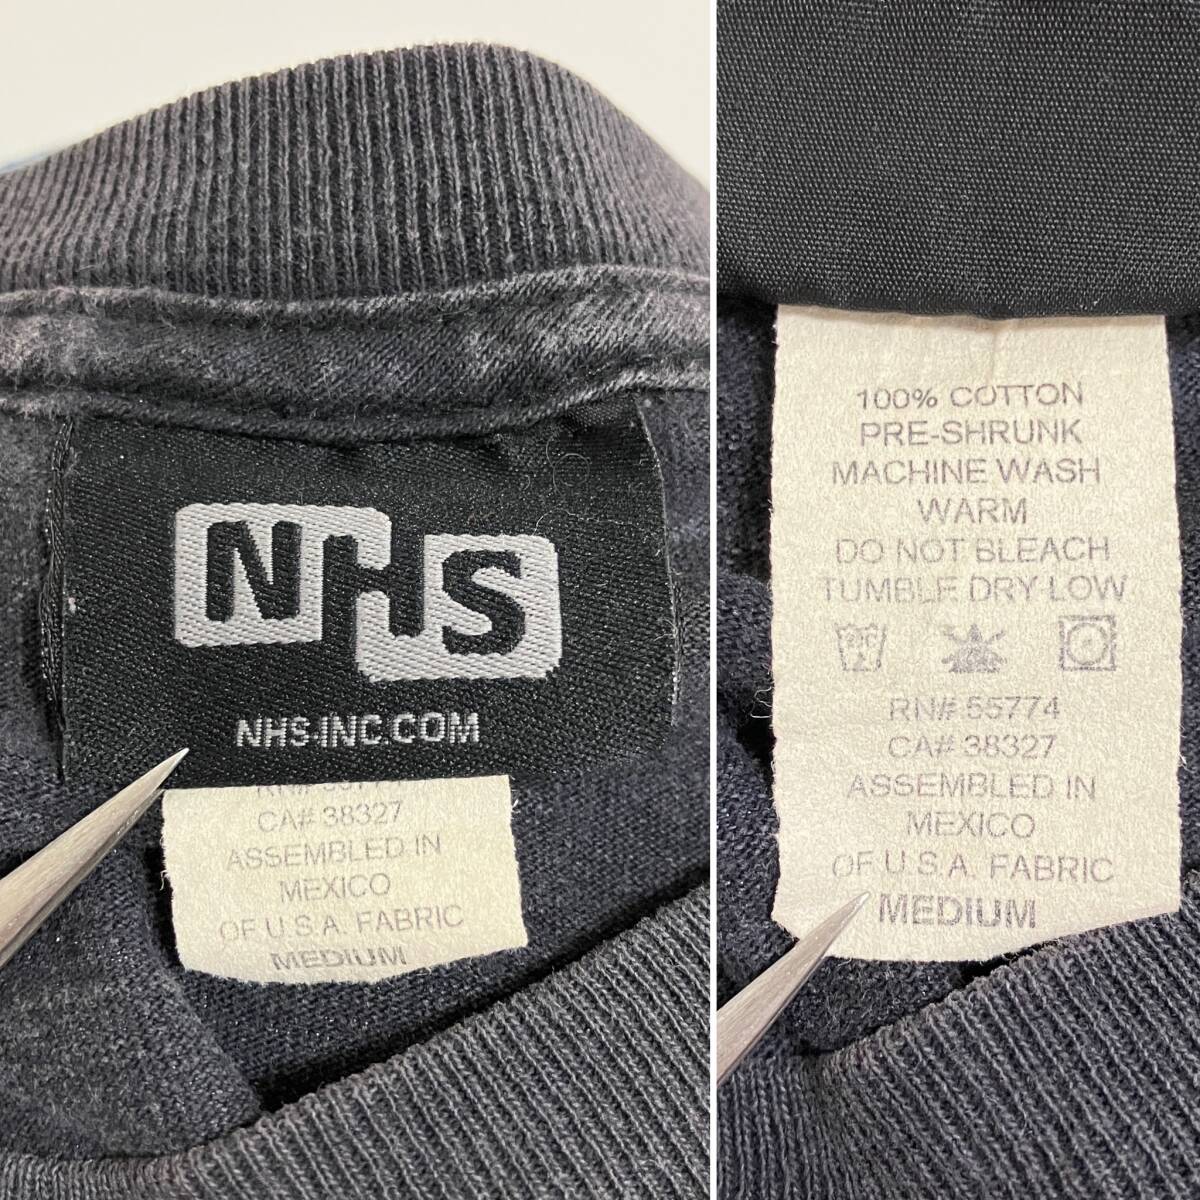 NHS
NHS-INC.COM
CA# 38327
ASSEMBLED IN
MEXICO
OF U.S.A. FABRIC
MEDIUM
100% COTTON
PRE-SHRUNK
MACHINE WASH
WARM
DO NOT BLEACH
TUMBLE DRY LOW
RN# 55774
CA# 38327
ASSEMBLED IN
MEXICO
OF U.S.A. FABRIC
MEDIUM